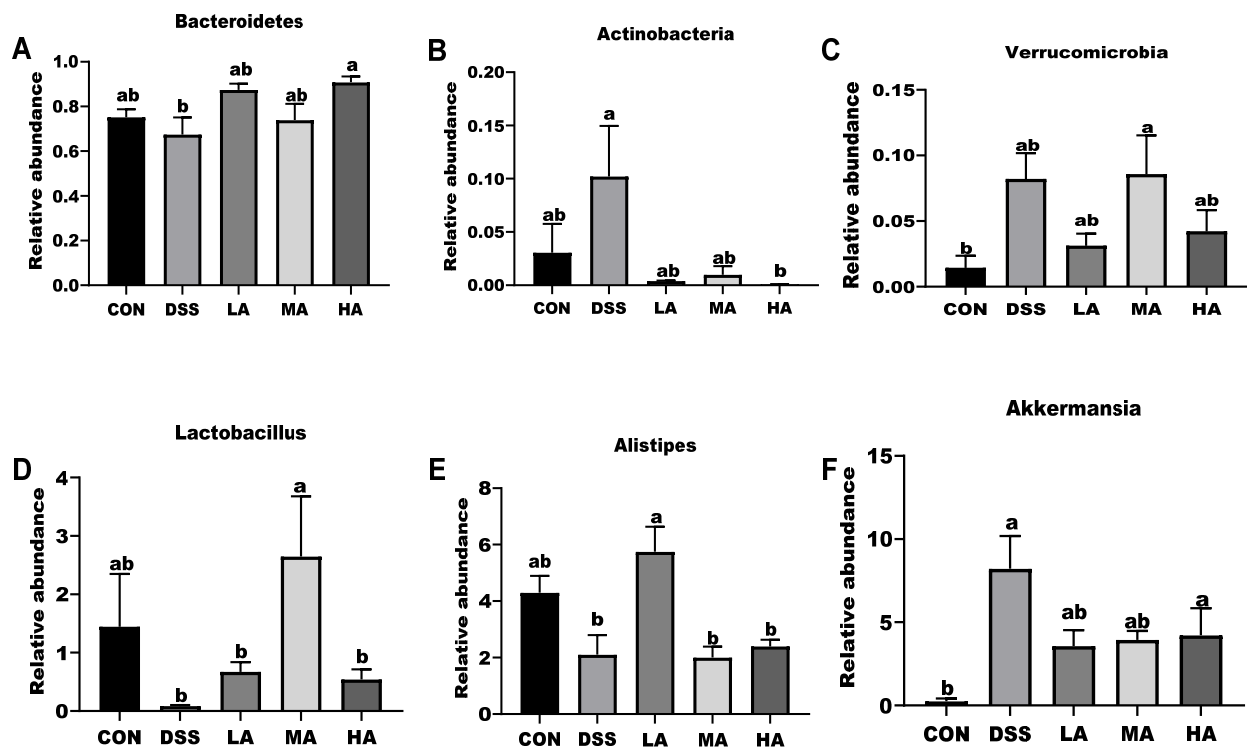 A
Bacteroidetes
Relative abundance
1.0
0.8
0.6
0.4
0.2
0.0
ab
b
ab
ab
a
CON DSS LA MA HA
B
Actinobacteria
Relative abundance
0.20
0.15
0.10
0.05
0.00
ab
a
ab
ab
b
CON DSS LA MA HA
C
Verrucomicrobia
Relative abundance
0.15
0.10
0.05
0.00
b
ab
ab
a
ab
CON DSS LA MA HA
D
Lactobacillus
Relative abundance
4
3
2
1
0
ab
b
b
a
b
CON DSS LA MA HA
E
Alistipes
Relative abundance
8
6
4
2
0
ab
b
a
b
b
CON DSS LA MA HA
F
Akkermansia
Relative abundance
15
10
5
0
b
a
ab
ab
a
CON DSS LA MA HA